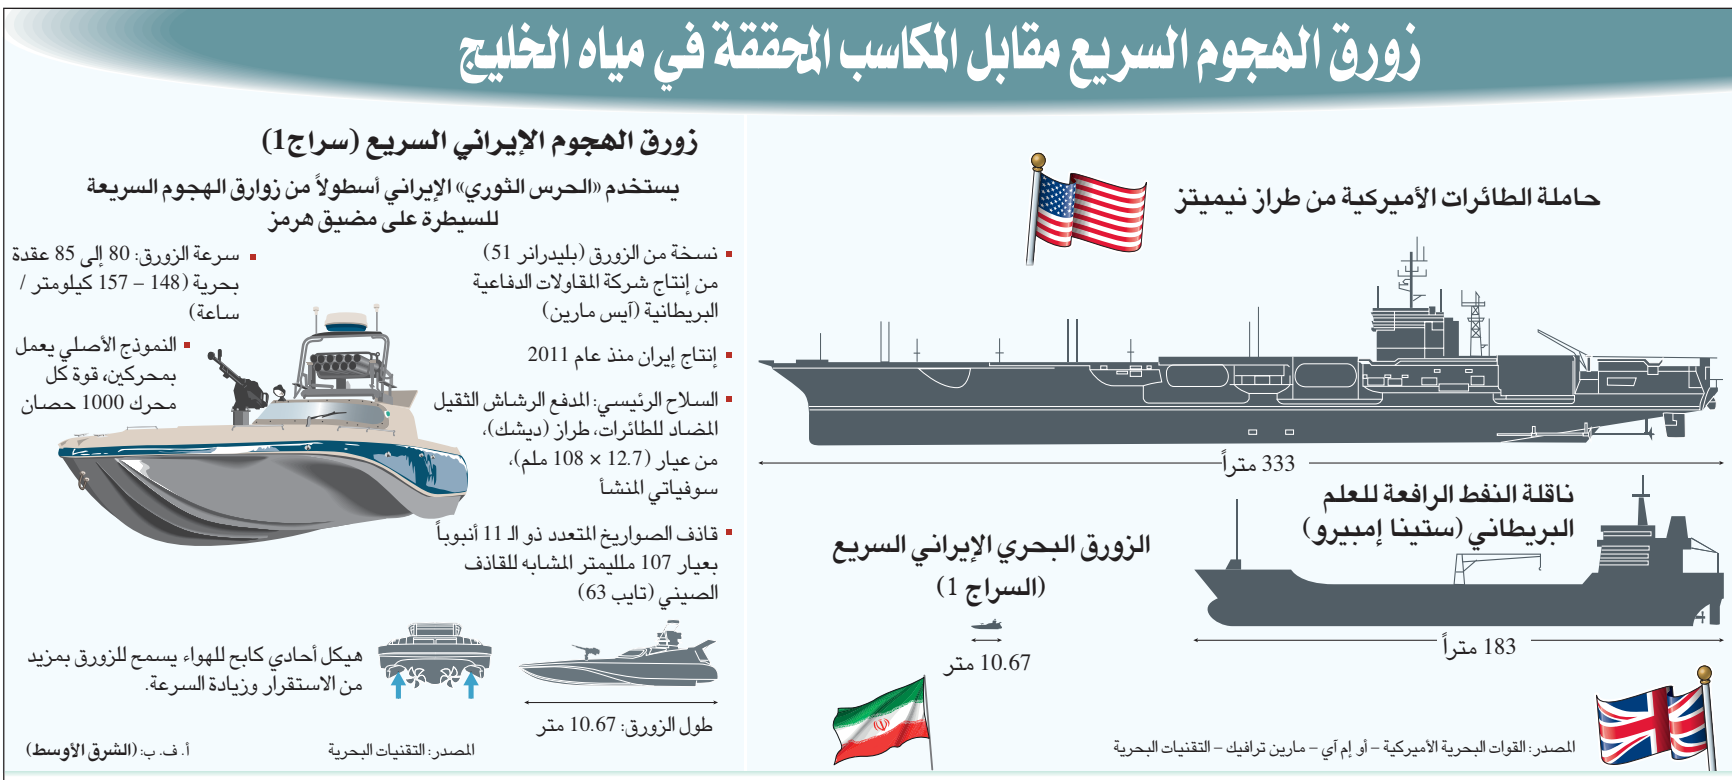 زورق الهجوم السريع مقابل المكاسب المحققة في مياه الخليج
حاملة الطائرات الأميركية من طراز نيميتز
333 متراً
ناقلة النفط الرافعة للعلم
البريطاني (ستينا إمبيرو)
183 متراً
الزورق البحري الإيراني السريع
(السراج 1)
10.67 متر
المصدر: القوات البحرية الأميركية – أو إم آي – مارين ترافيك – التقنيات البحرية
زورق الهجوم الإيراني السريع (سراج1)
يستخدم «الحرس الثوري» الإيراني أسطولاً من زوارق الهجوم السريعة
للسيطرة على مضيق هرمز
نسخة من الزورق (بليدرانر 51)
من إنتاج شركة المقاولات الدفاعية
البريطانية (آيس مارين)
إنتاج إيران منذ عام 2011
السلاح الرئيسي: المدفع الرشاش الثقيل
المضاد للطائرات، طراز (ديشك)،
من عيار (12.7 × 108 ملم)،
سوفياتي المنشأ
قاذف الصواريخ المتعدد ذو الـ 11 أنبوباً
بعيار 107 ملليمتر المشابه للقاذف
الصيني (تايب 63)
سرعة الزورق: 80 إلى 85 عقدة
بحرية (148 – 157 كيلومتر /
ساعة)
النموذج الأصلي يعمل
بمحركين، قوة كل
محرك 1000 حصان
هيكل أحادي كابح للهواء يسمح للزورق بمزيد
من الاستقرار وزيادة السرعة.
طول الزورق: 10.67 متر
المصدر: التقنيات البحرية
أ. ف. ب: (الشرق الأوسط)